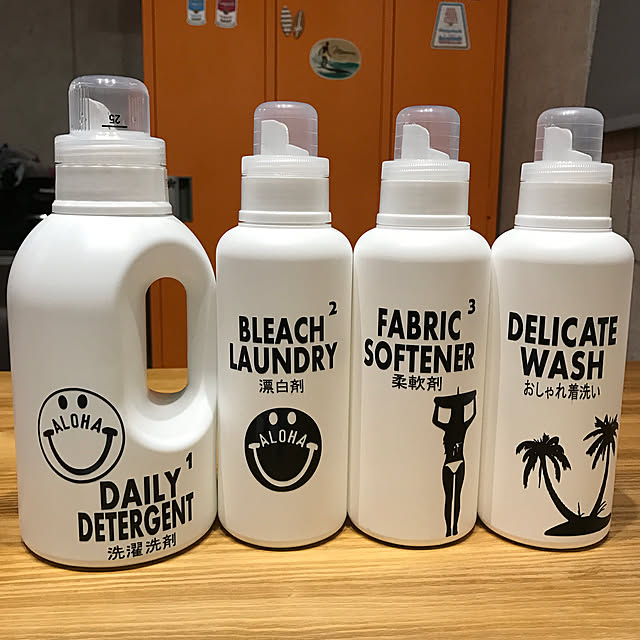 25
ALOHA
DAILY 1
DETERGENT
洗濯洗剤
BLEACH 2
LAUNDRY
漂白剤
ALOHA
FABRIC 3
SOFTENER
柔軟剤
DELICATE
WASH
おしゃれ着洗い